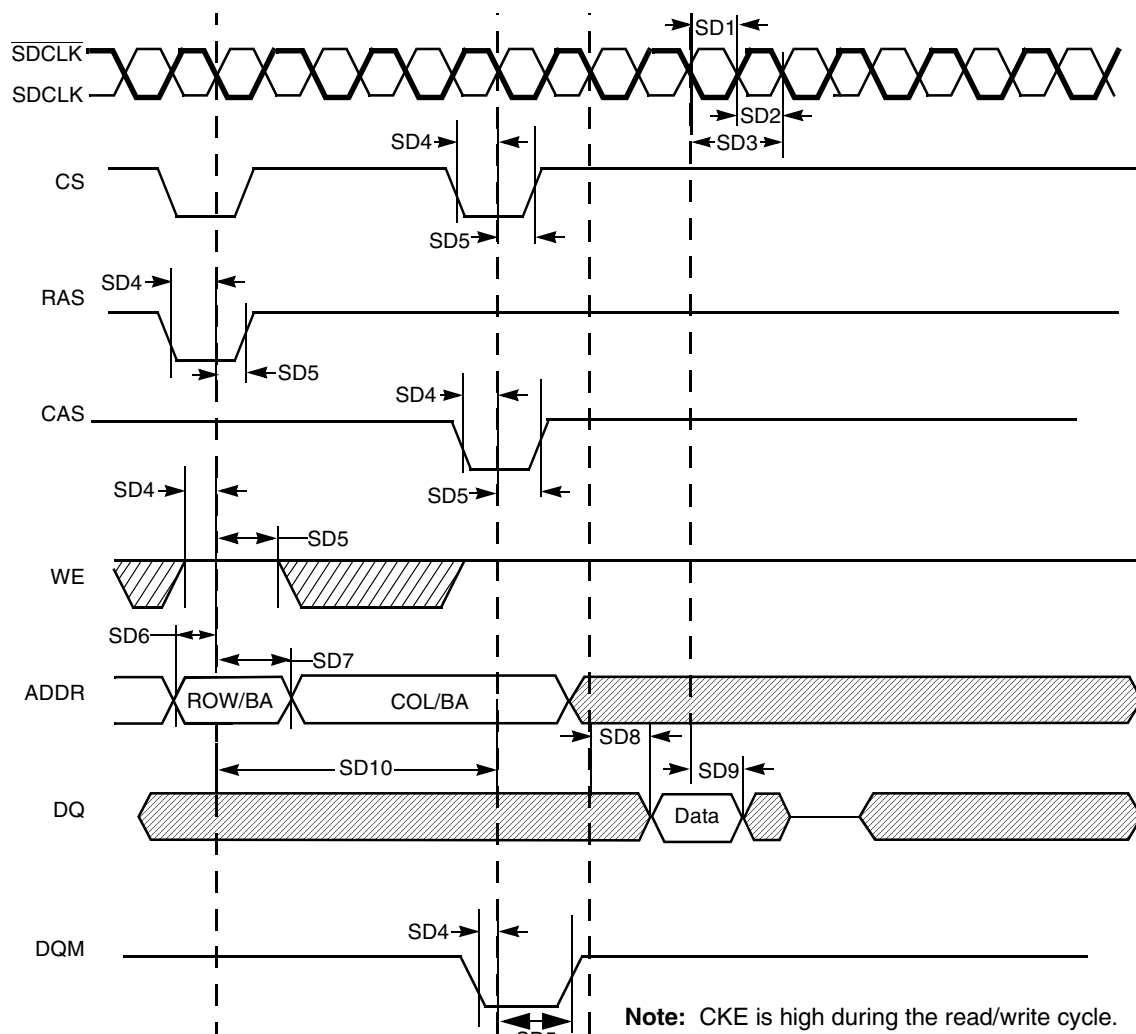 SD1
SDCLK
SDCLK
SD2
SD4
SD3
CS
SD5
SD4
RAS
SD5
SD4
CAS
SD4
SD5
SD5
WE
SD6
SD7
ADDR
ROW/BA
COL/BA
SD8
SD10
SD9
DQ
Data
SD4
DQM
Note: CKE is high during the read/write cycle.
SD5